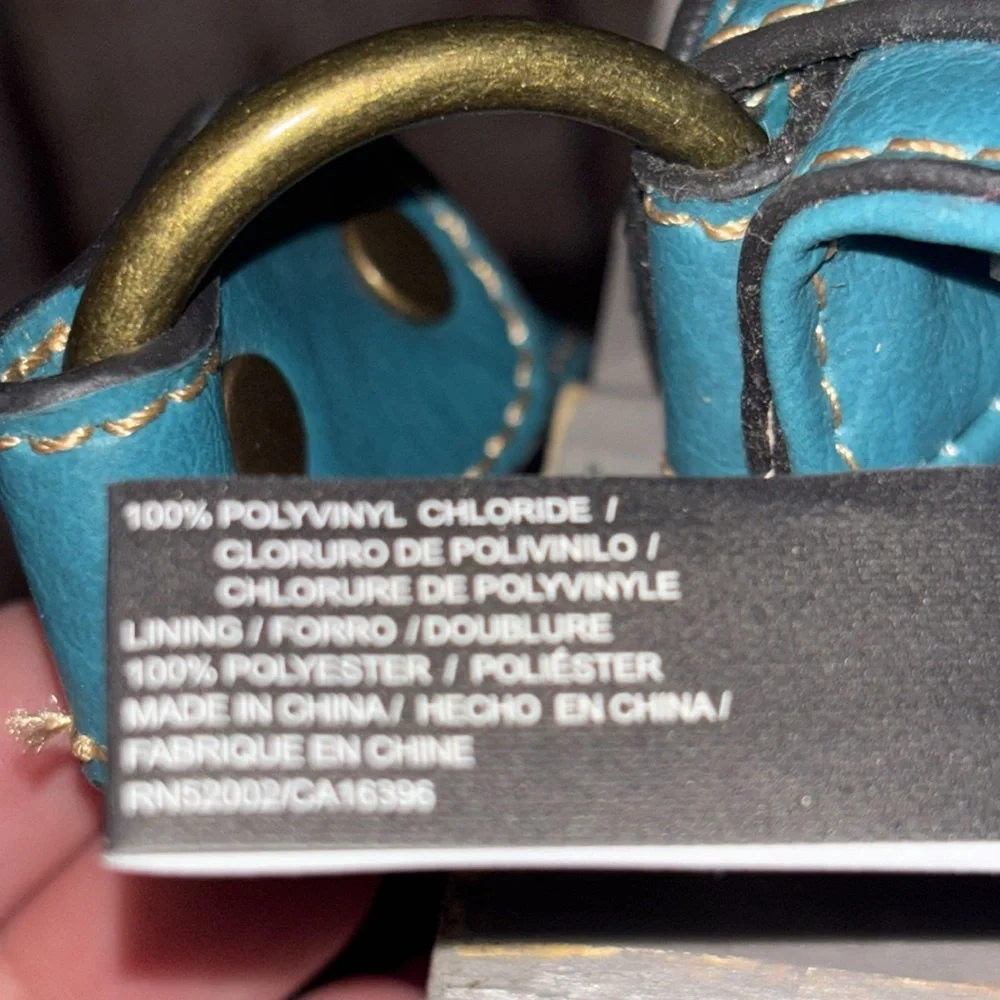 100% POLYVINYL CHLORIDE /
CLORURO DE POLIVINILO /
CHLORURE DE POLYVINYLE
LINING / FORRO / DOUBLURE
100% POLYESTER / POLIÉSTER
MADE IN CHINA / HECHO EN CHINA /
FABRIQUE EN CHINE
RN52002/CA16396